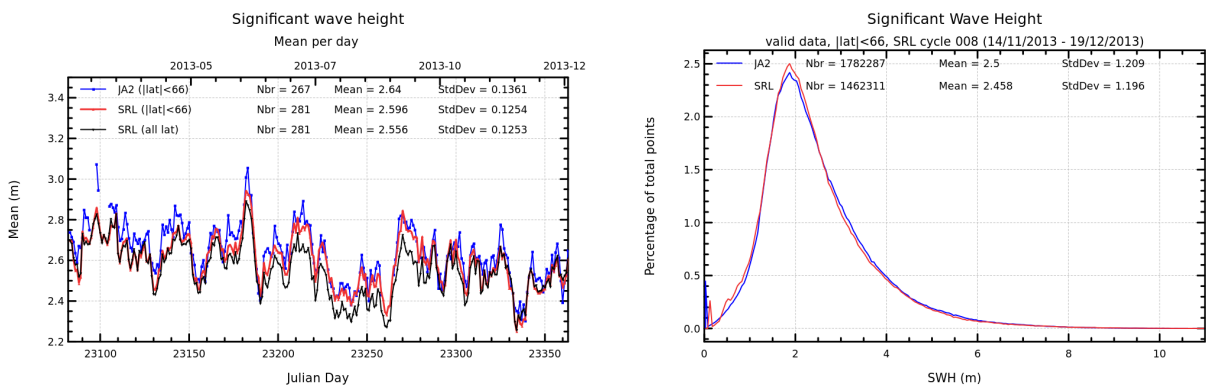 Significant wave height
Mean per day
2013-05 2013-07 2013-10 2013-12
JA2 (|lat|<66) Nbr = 267 Mean = 2.64 StdDev = 0.1361
SRL (|lat|<66) Nbr = 281 Mean = 2.596 StdDev = 0.1254
SRL (all lat) Nbr = 281 Mean = 2.556 StdDev = 0.1253
3.4
3.2
3.0
2.8
2.6
2.4
2.2
Mean (m)
23100 23150 23200 23250 23300 23350
Julian Day
Significant Wave Height
valid data, |lat|<66, SRL cycle 008 (14/11/2013 - 19/12/2013)
JA2 Nbr = 1782287 Mean = 2.5 StdDev = 1.209
SRL Nbr = 1462311 Mean = 2.458 StdDev = 1.196
2.5
2.0
1.5
1.0
0.5
0.0
Percentage of total points
0 2 4 6 8 10
SWH (m)